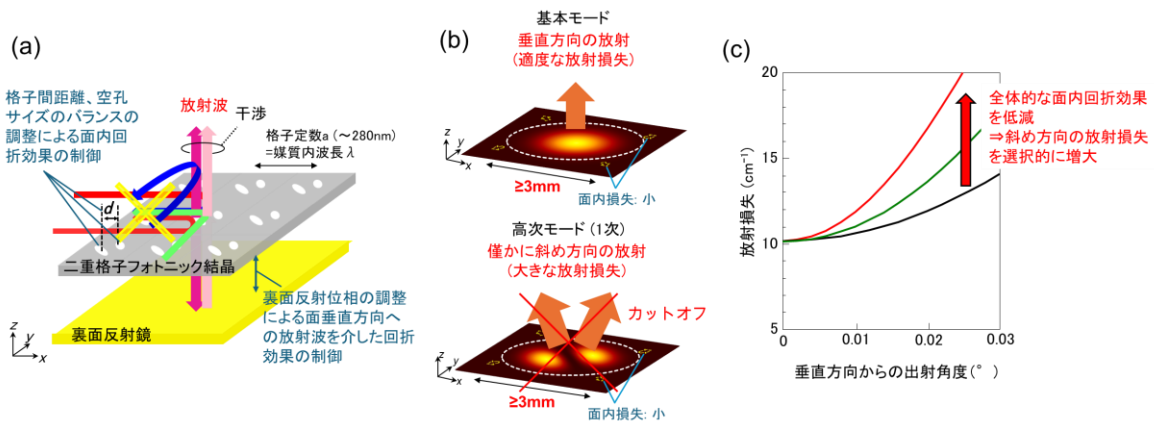 (a)
格子間距離、空孔
サイズのバランスの
調整による面内回
折効果の制御
放射波
干渉
格子定数a (～280nm)
=媒質内波長λ
d
二重格子フォトニック結晶
裏面反射鏡
裏面反射位相の調整
による面垂直方向へ
の放射波を介した回折
効果の制御
z
y
x
(b)
基本モード
垂直方向の放射
(適度な放射損失)
z
y
x
≥3mm
面内損失: 小
高次モード (1次)
僅かに斜め方向の放射
(大きな放射損失)
カットオフ
z
y
x
≥3mm
面内損失: 小
(c)
放射損失 (cm⁻¹)
20
15
10
5
0
0.01
0.02
0.03
垂直方向からの出射角度(°)
全体的な面内回折効果
を低減
⇒斜め方向の放射損失
を選択的に増大